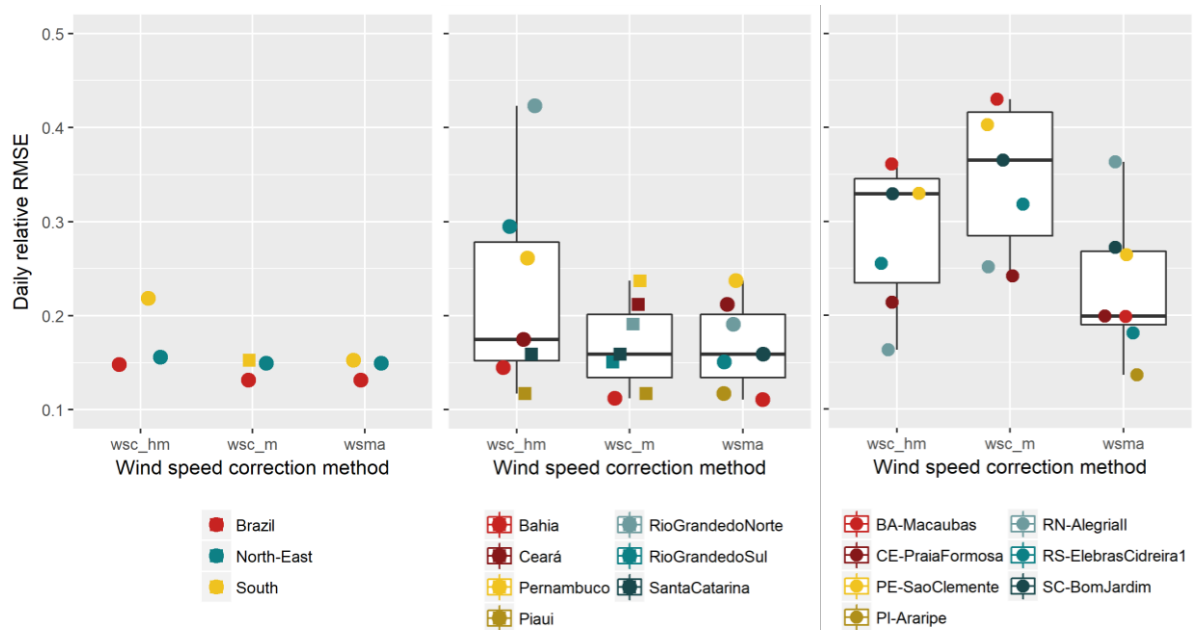 0.5
0.4
0.3
0.2
0.1
Daily relative RMSE
wsc_hm wsc_m wsma
Wind speed correction method
wsc_hm wsc_m wsma
Wind speed correction method
wsc_hm wsc_m wsma
Wind speed correction method
Brazil
North-East
South
Bahia
Ceará
Pernambuco
Piaui
RioGrandedoNorte
RioGrandedoSul
SantaCatarina
BA-Macaubas
CE-PraiaFormosa
PE-SaoClemente
PI-Araripe
RN-AlegriaII
RS-ElebrasCidreira1
SC-BomJardim